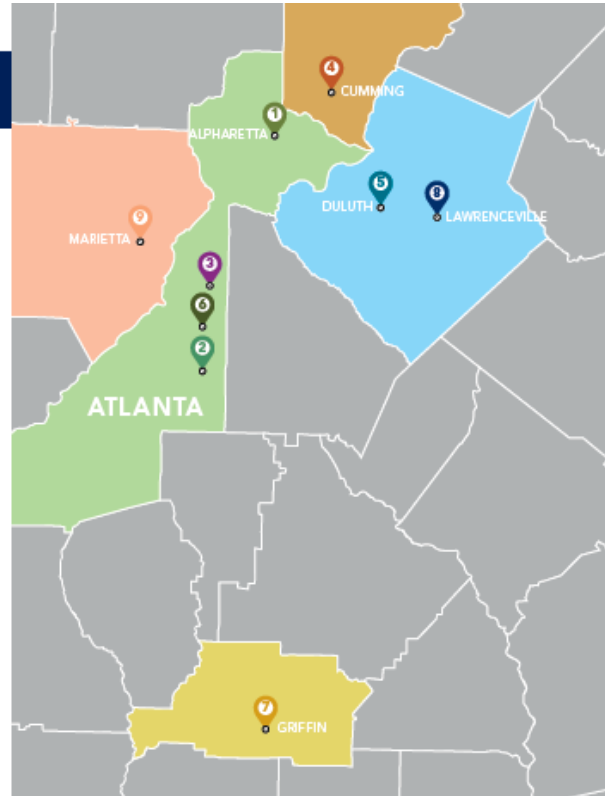 4
CUMMING
1
ALPHARETTA
5
DULUTH
8
LAWRENCEVILLE
9
MARIETTA
3
6
2
ATLANTA
7
GRIFFIN